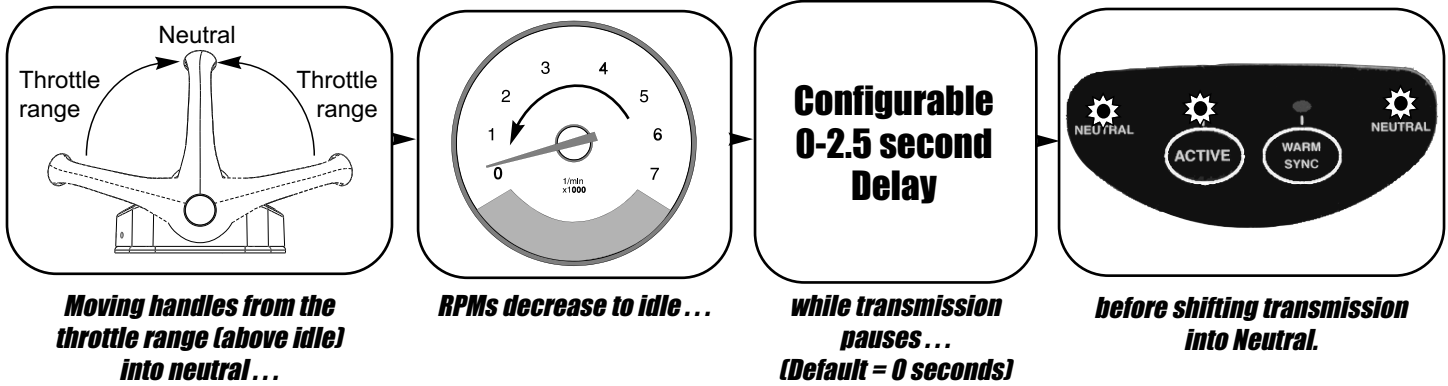 Neutral
Throttle
range
Throttle
range
Moving handles from the
throttle range (above idle)
into neutral . . .
0
1
2
3
4
5
6
7
1/min
x1000
RPMs decrease to idle . . .
Configurable
0-2.5 second
Delay
while transmission
pauses . . .
(Default = 0 seconds)
NEUTRAL
ACTIVE
WARM
SYNC
NEUTRAL
before shifting transmission
into Neutral.